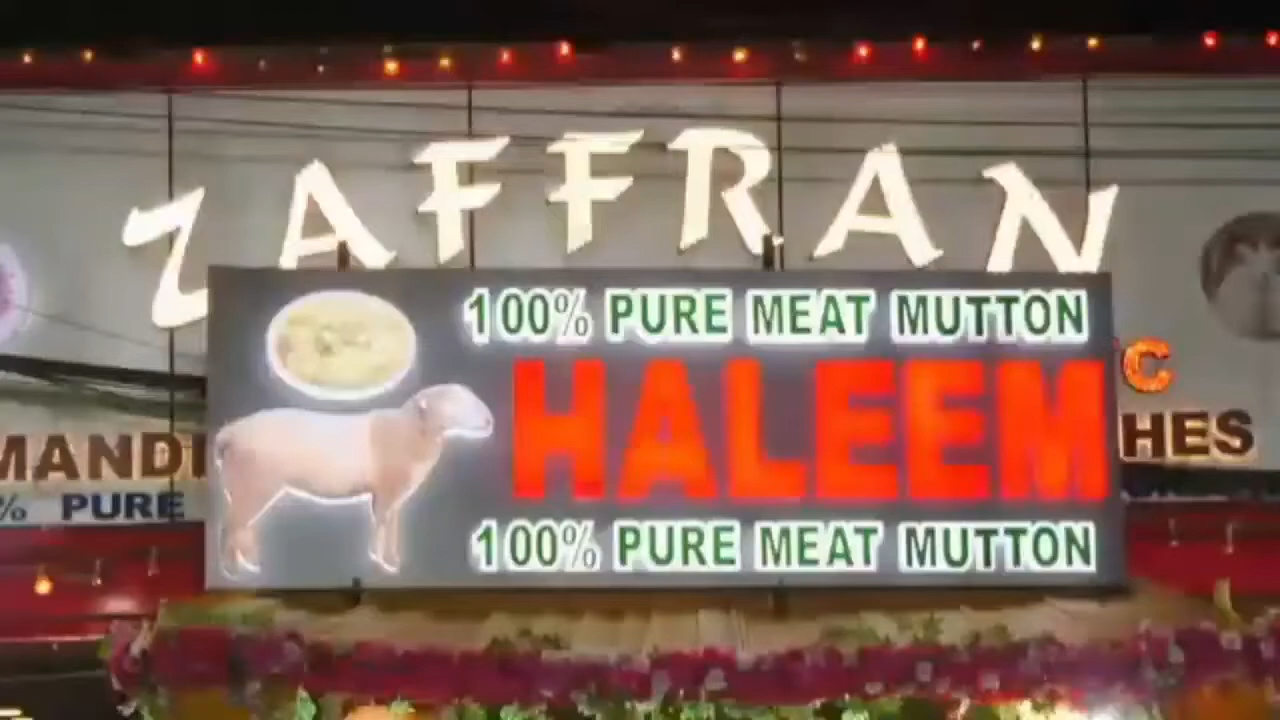 ZAFFRAN
100% PURE MEAT MUTTON
HALEEM
100% PURE MEAT MUTTON
C
HES
MANDI
% PURE